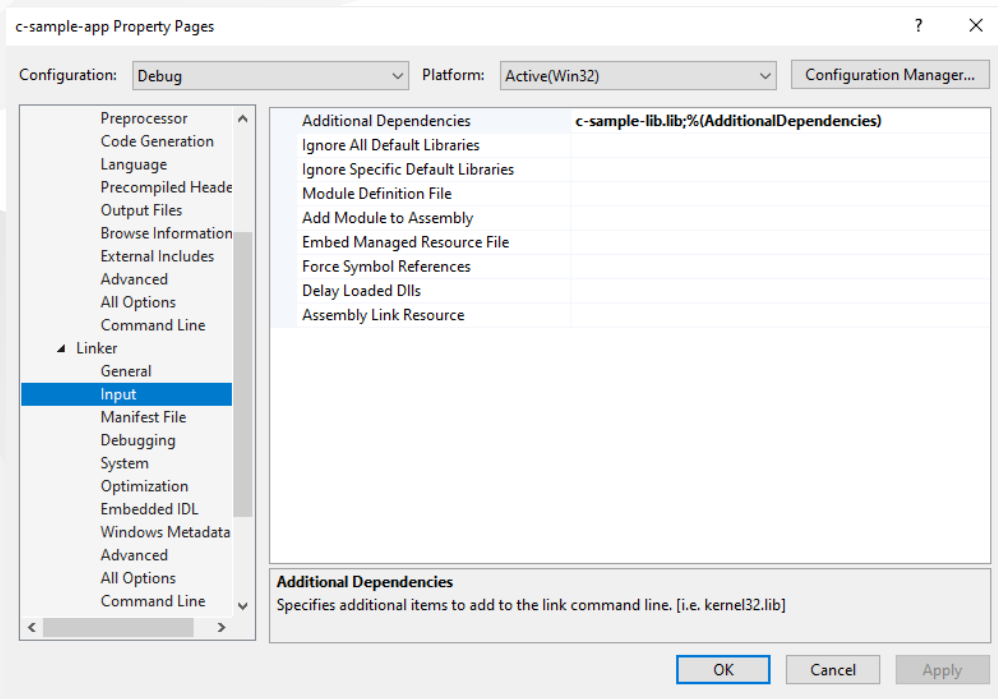 c-sample-app Property Pages ? ×
Configuration: Debug Platform: Active(Win32) Configuration Manager...
Preprocessor
Code Generation
Language
Precompiled Heade
Output Files
Browse Information
External Includes
Advanced
All Options
Command Line
Linker
General
Input
Manifest File
Debugging
System
Optimization
Embedded IDL
Windows Metadata
Advanced
All Options
Command Line
Additional Dependencies c-sample-lib.lib;%(AdditionalDependencies)
Ignore All Default Libraries
Ignore Specific Default Libraries
Module Definition File
Add Module to Assembly
Embed Managed Resource File
Force Symbol References
Delay Loaded Dlls
Assembly Link Resource
Additional Dependencies
Specifies additional items to add to the link command line. [i.e. kernel32.lib]
OK Cancel Apply